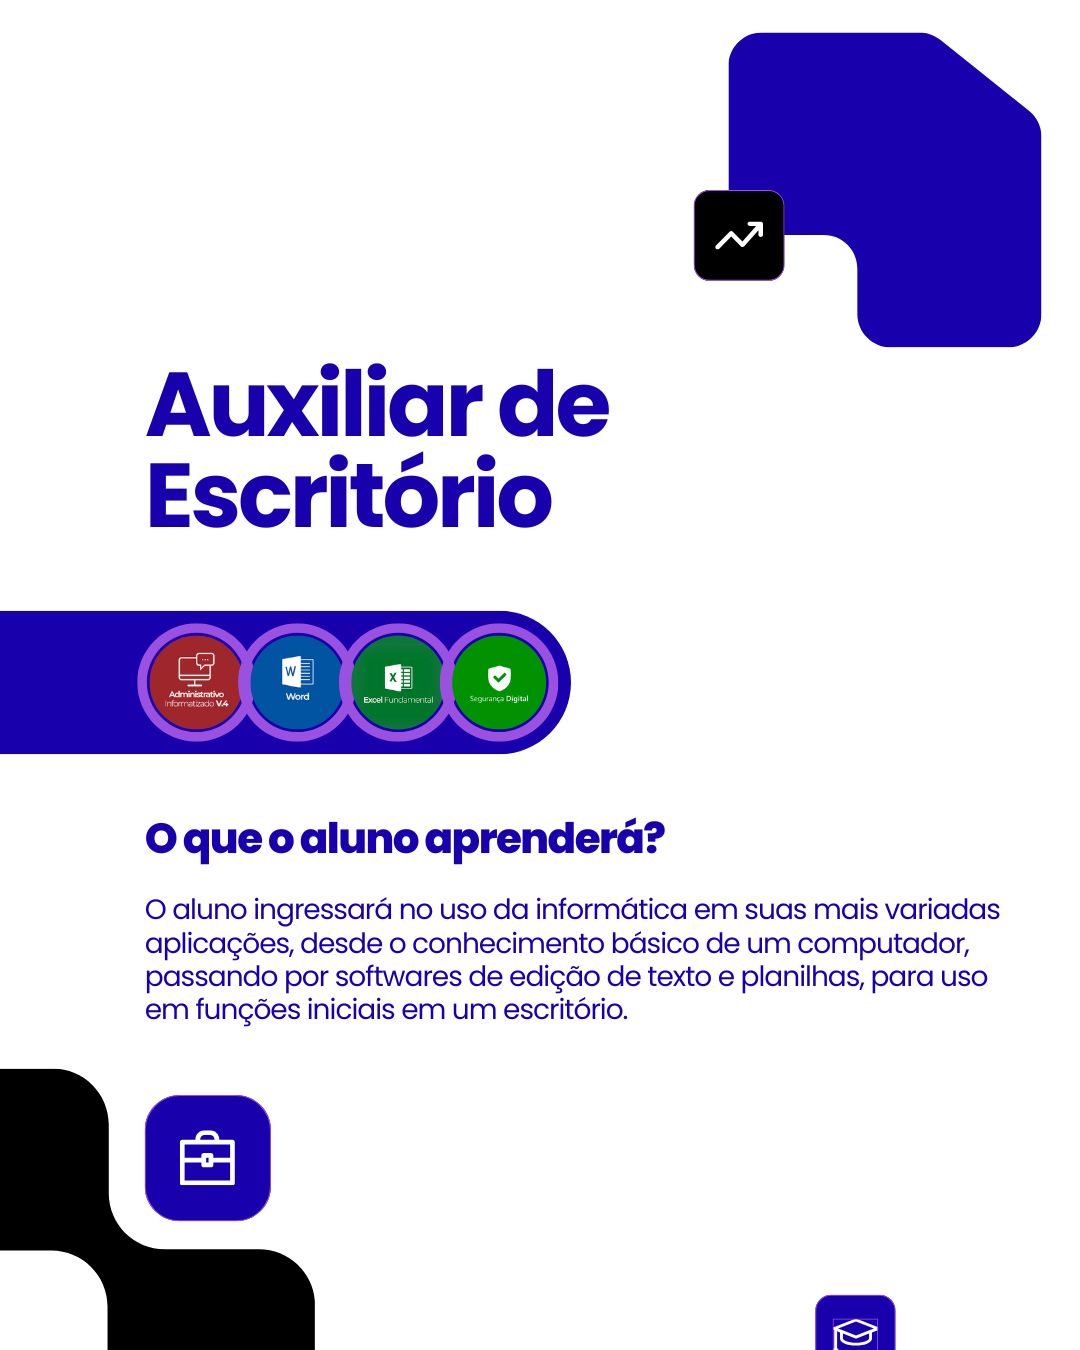 Auxiliar de
Escritório
Administrativo
Informatizado V.4
W
Word
X
Excel Fundamental
Segurança Digital
O que o aluno aprenderá?
O aluno ingressará no uso da informática em suas mais variadas
aplicações, desde o conhecimento básico de um computador,
passando por softwares de edição de texto e planilhas, para uso
em funções iniciais em um escritório.